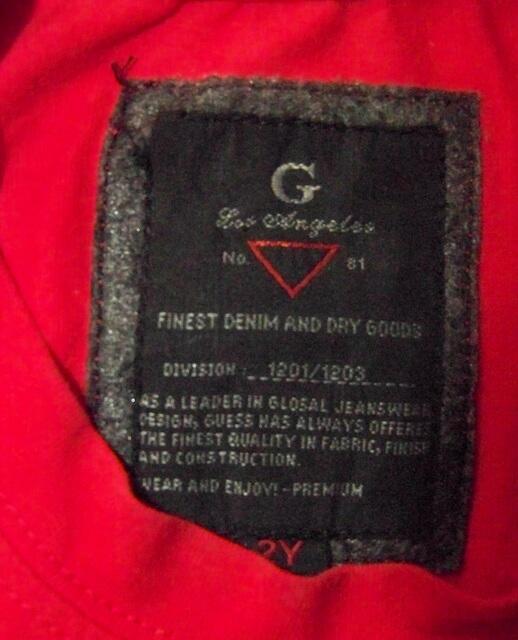 G
Los Angeles
No. 81
FINEST DENIM AND DRY GOODS
DIVISION : 1201/1203
AS A LEADER IN GLOBAL JEANSWEAR
DESIGN, GUESS HAS ALWAYS OFFERED
THE FINEST QUALITY IN FABRIC, FINISH
AND CONSTRUCTION.
WEAR AND ENJOY! - PREMIUM
2Y